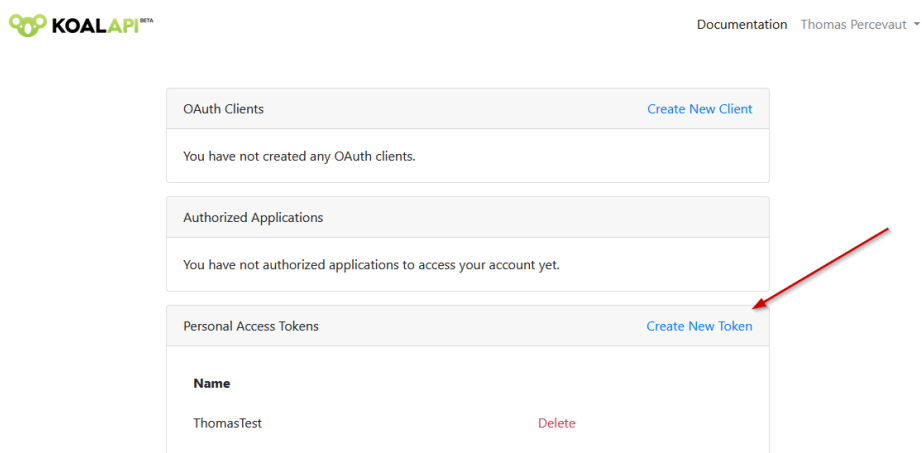 KOALAPI BETA
Documentation Thomas Percevaut
OAuth Clients Create New Client
You have not created any OAuth clients.
Authorized Applications
You have not authorized applications to access your account yet.
Personal Access Tokens Create New Token
Name
ThomasTest Delete